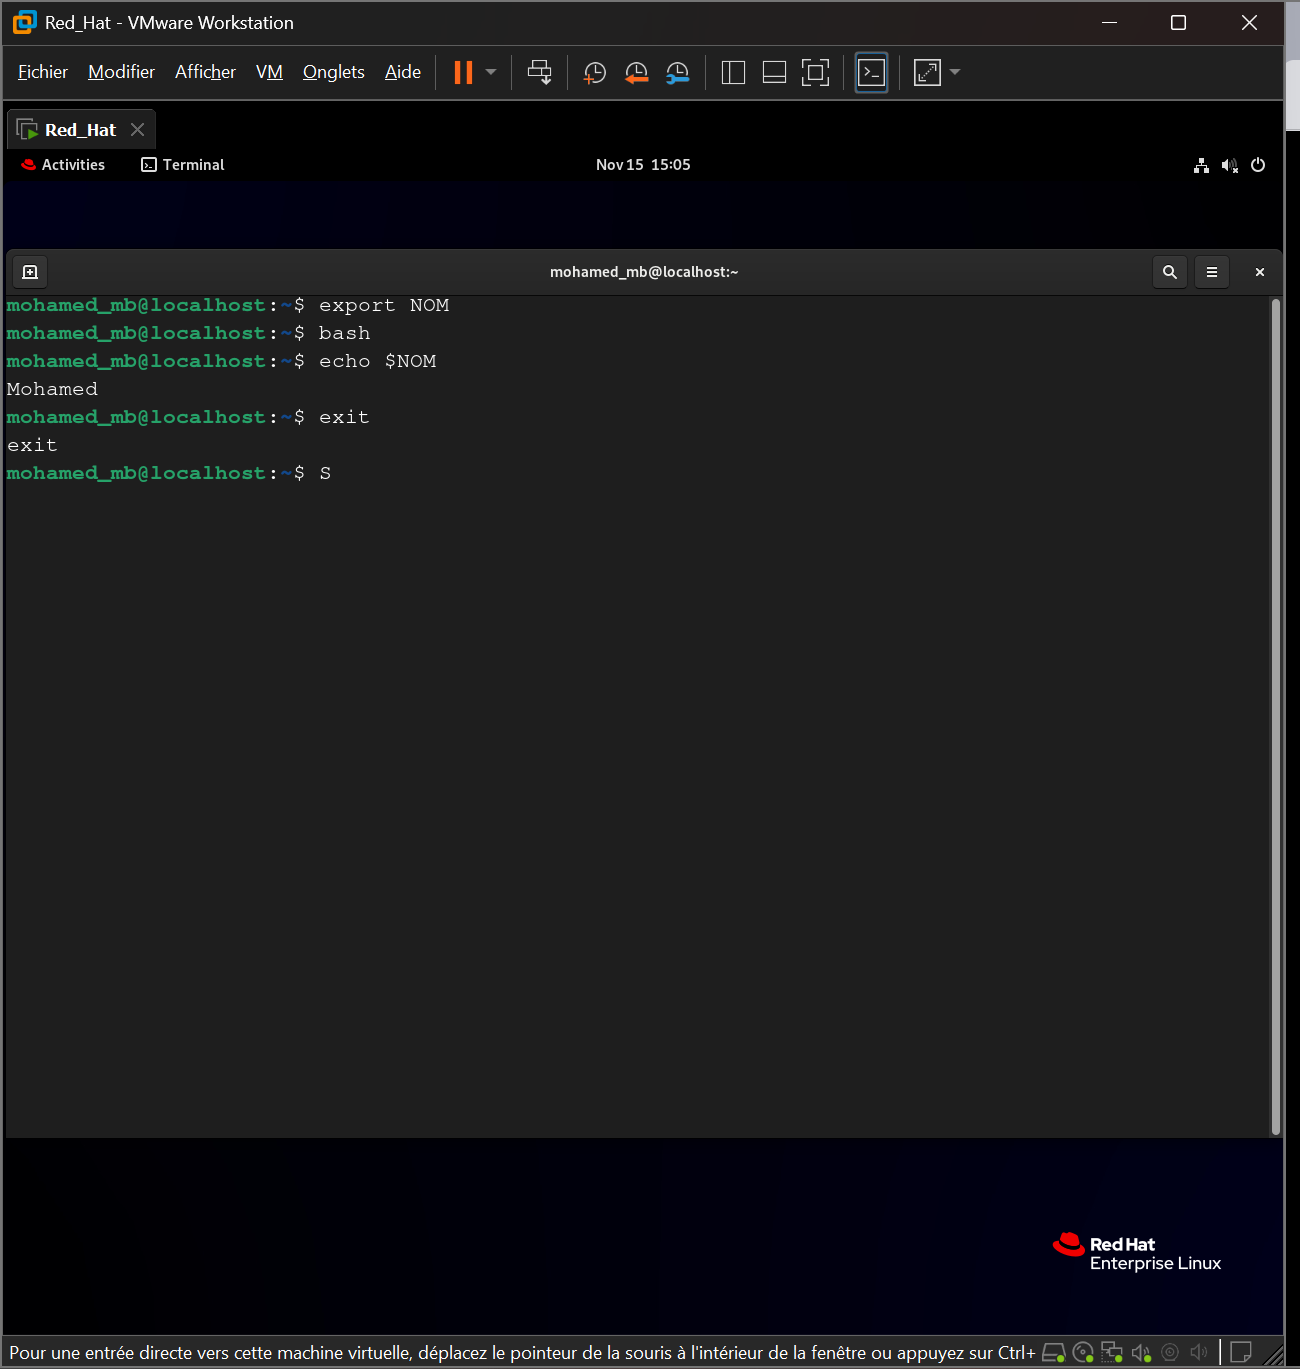 Red_Hat - VMware Workstation
Fichier Modifier Afficher VM Onglets Aide
Red_Hat
Activities Terminal Nov 15 15:05
mohamed_mb@localhost:~
mohamed_mb@localhost:~$ export NOM
mohamed_mb@localhost:~$ bash
mohamed_mb@localhost:~$ echo $NOM
Mohamed
mohamed_mb@localhost:~$ exit
exit
mohamed_mb@localhost:~$ S
Red Hat
Enterprise Linux
Pour une entrée directe vers cette machine virtuelle, déplacez le pointeur de la souris à l'intérieur de la fenêtre ou appuyez sur Ctrl+